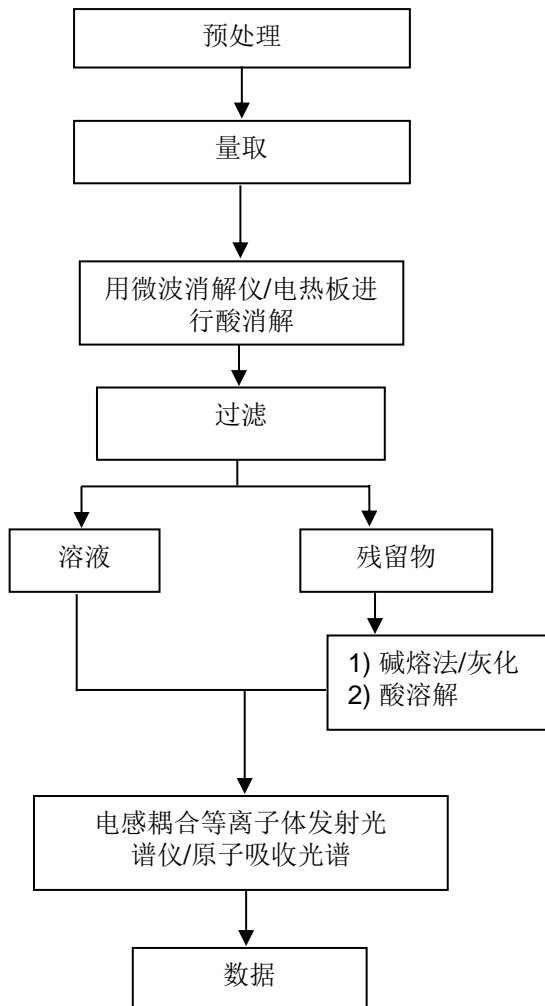 预处理
量取
用微波消解仪/电热板进
行酸消解
过滤
溶液
残留物
1) 碱熔法/灰化
2) 酸溶解
电感耦合等离子体发射光
谱仪/原子吸收光谱
数据